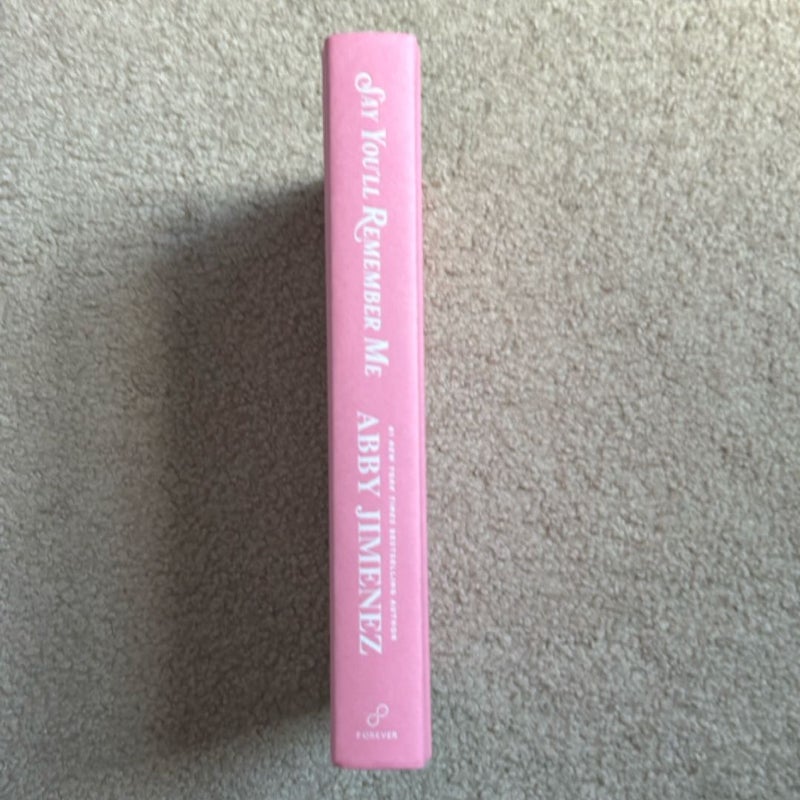 SAY YOU'LL REMEMBER ME
#1 NEW YORK TIMES BESTSELLING AUTHOR
ABBY JIMENEZ
FOREVER